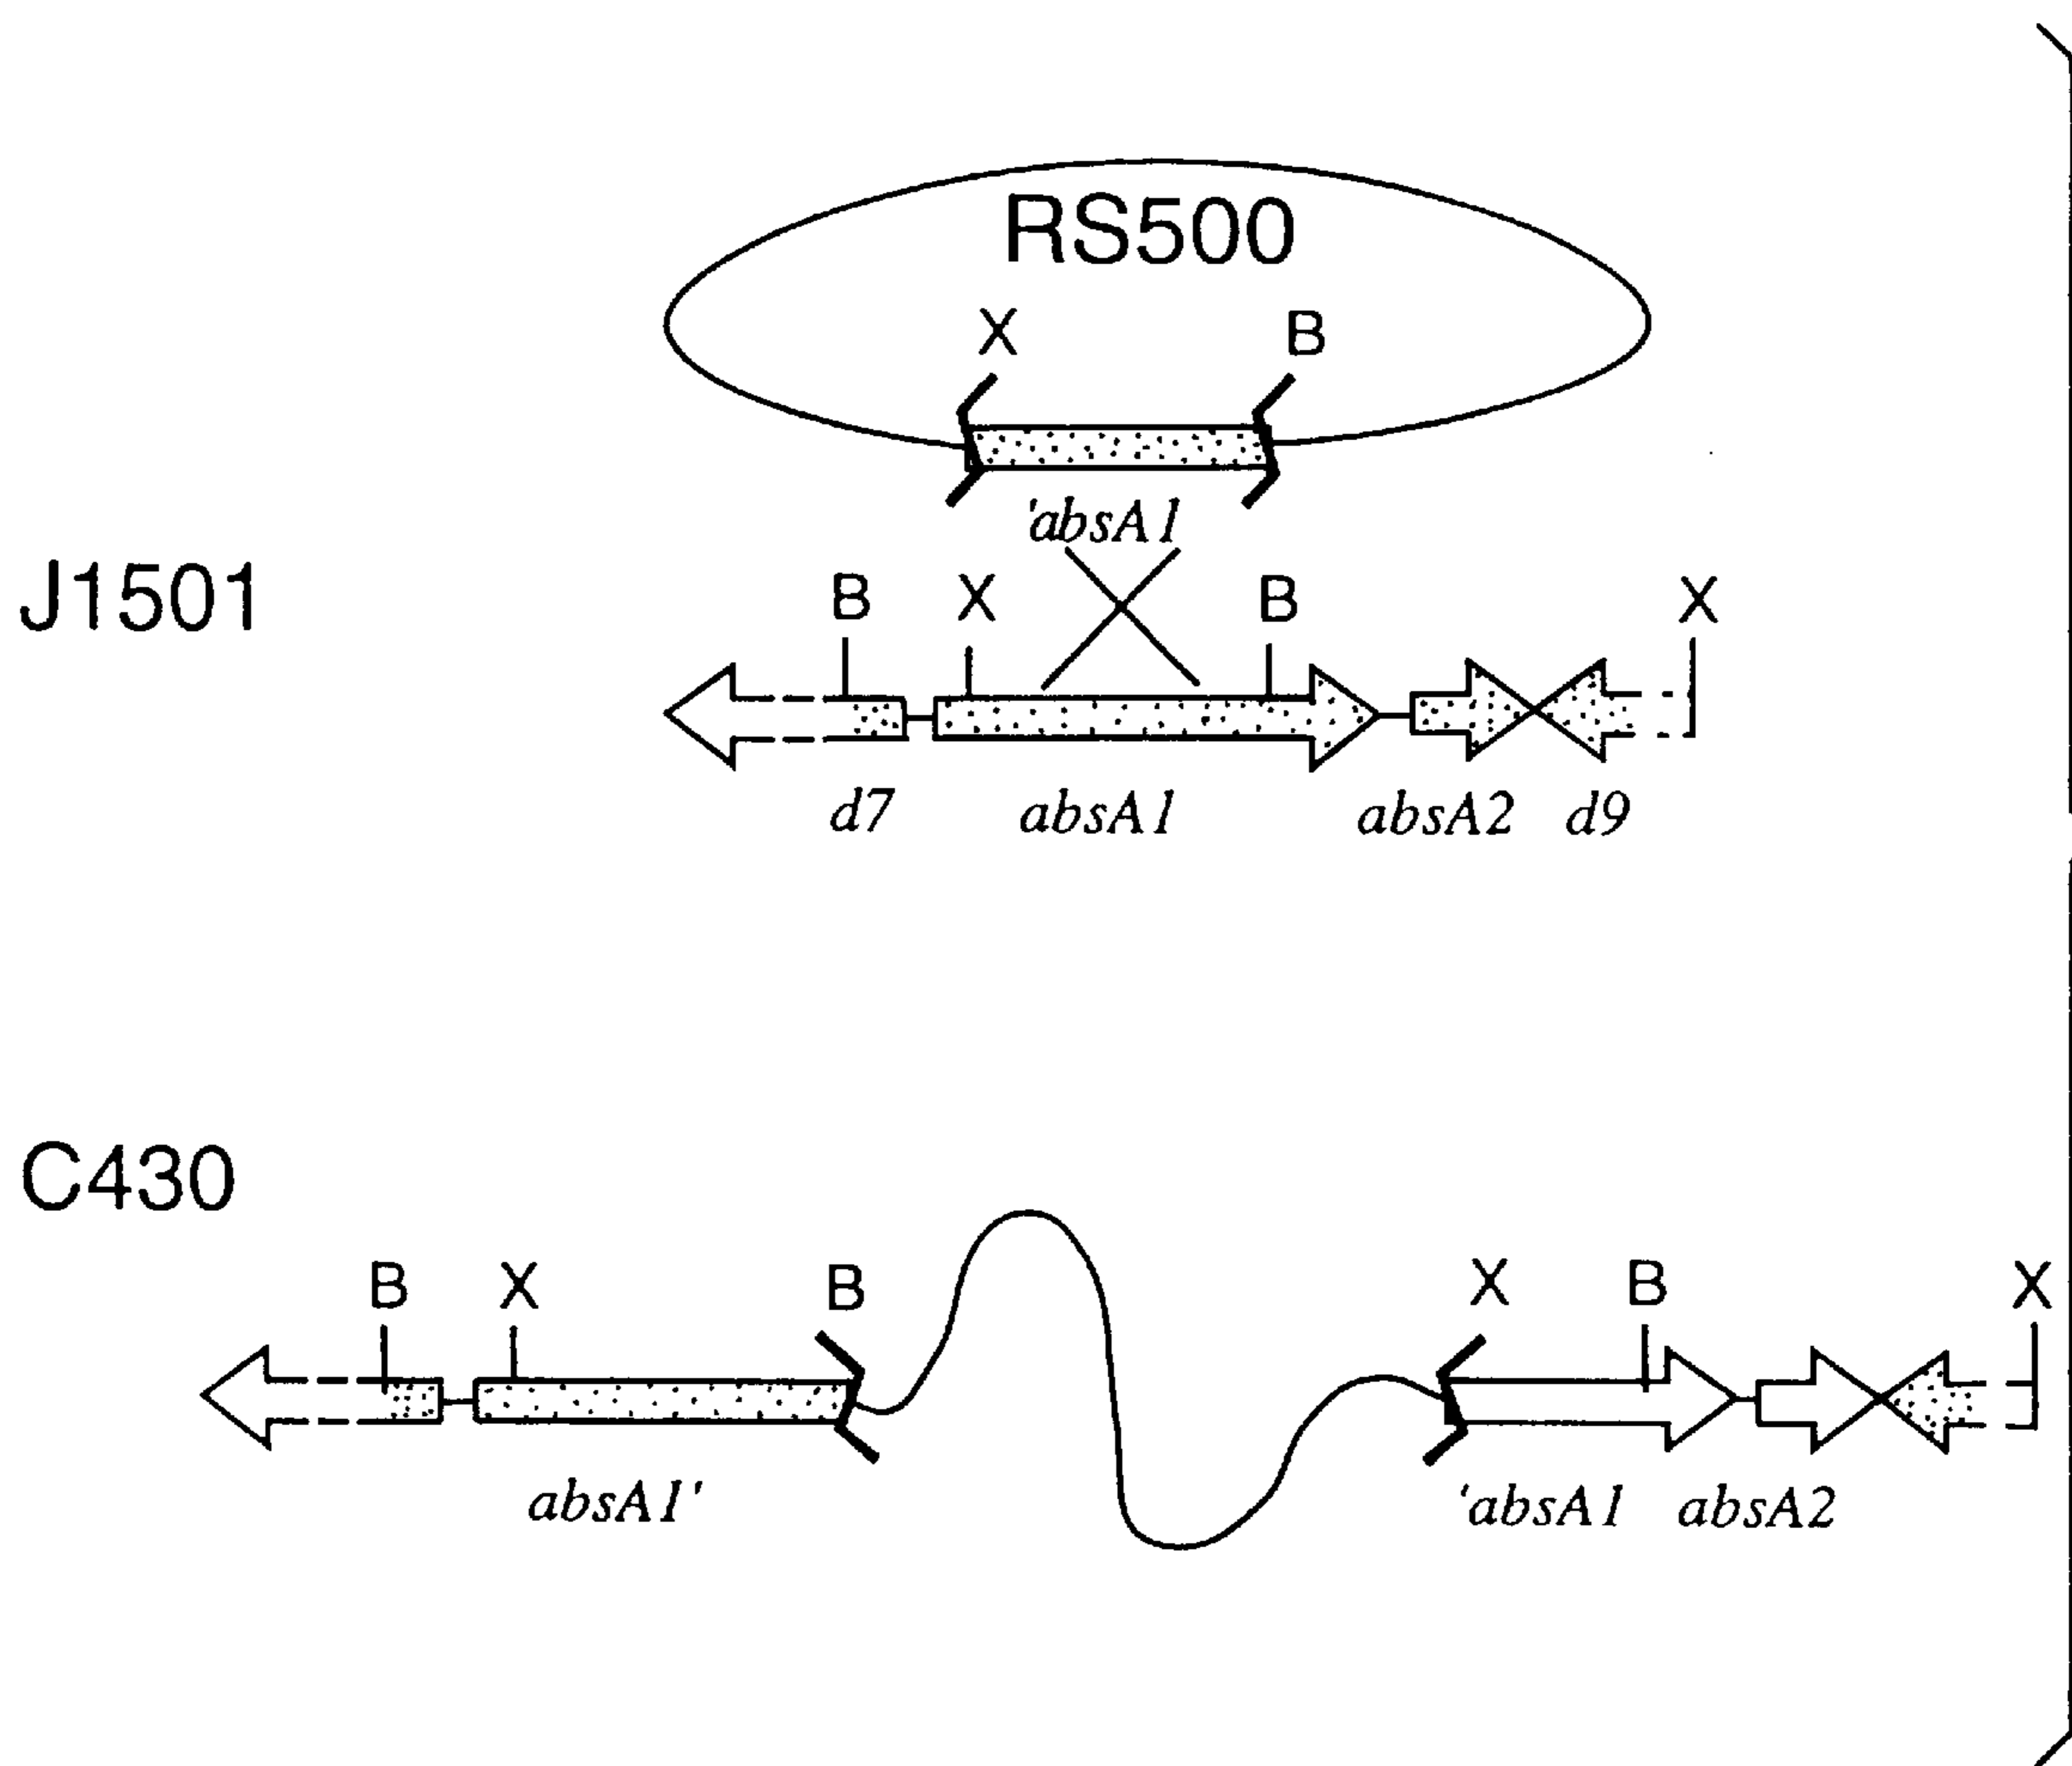 RS500
X B
'absA1
J1501 B X B X
d7 absA1 absA2 d9
C430
B X B X B X
absA1' 'absA1 absA2